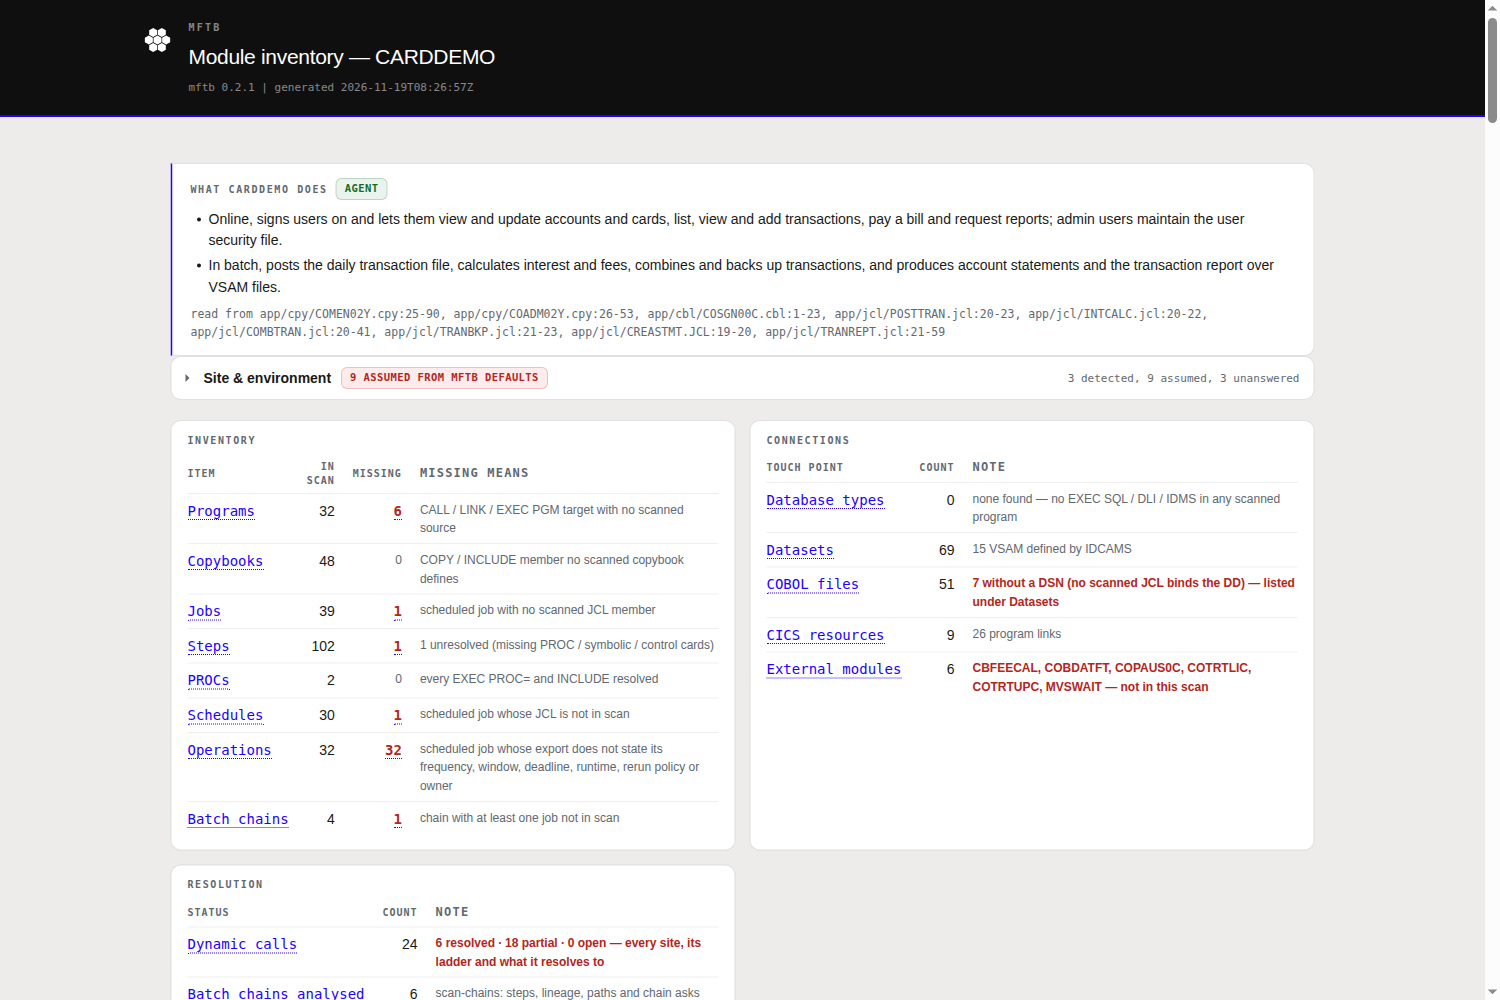 MFTB
Module inventory — CARDDEMO
mftb 0.2.1 | generated 2026-11-19T08:26:57Z
WHAT CARDDEMO DOES AGENT
• Online, signs users on and lets them view and update accounts and cards, list, view and add transactions, pay a bill and request reports; admin users maintain the user
security file.
• In batch, posts the daily transaction file, calculates interest and fees, combines and backs up transactions, and produces account statements and the transaction report over
VSAM files.
read from app/cpy/COMEN02Y.cpy:25-90, app/cpy/COADM02Y.cpy:26-53, app/cbl/COSGN00C.cbl:1-23, app/jcl/POSTTRAN.jcl:20-23, app/jcl/INTCALC.jcl:20-22,
app/jcl/COMBTRAN.jcl:20-41, app/jcl/TRANBKP.jcl:21-23, app/jcl/CREASTMT.JCL:19-20, app/jcl/TRANREPT.jcl:21-59
Site & environment 9 ASSUMED FROM MFTB DEFAULTS 3 detected, 9 assumed, 3 unanswered
INVENTORY
ITEM IN SCAN MISSING MISSING MEANS
Programs 32 6 CALL / LINK / EXEC PGM target with no scanned
source
Copybooks 48 0 COPY / INCLUDE member no scanned copybook
defines
Jobs 39 1 scheduled job with no scanned JCL member
Steps 102 1 1 unresolved (missing PROC / symbolic / control cards)
PROCs 2 0 every EXEC PROC= and INCLUDE resolved
Schedules 30 1 scheduled job whose JCL is not in scan
Operations 32 32 scheduled job whose export does not state its
frequency, window, deadline, runtime, rerun policy or
owner
Batch chains 4 1 chain with at least one job not in scan
CONNECTIONS
TOUCH POINT COUNT NOTE
Database types 0 none found — no EXEC SQL / DLI / IDMS in any scanned
program
Datasets 69 15 VSAM defined by IDCAMS
COBOL files 51 7 without a DSN (no scanned JCL binds the DD) — listed
under Datasets
CICS resources 9 26 program links
External modules 6 CBFEECAL, COBDATFT, COPAUS0C, COTRTLIC,
COTRTUPC, MVSWAIT — not in this scan
RESOLUTION
STATUS COUNT NOTE
Dynamic calls 24 6 resolved · 18 partial · 0 open — every site, its
ladder and what it resolves to
Batch chains analysed 6 scan-chains: steps, lineage, paths and chain asks